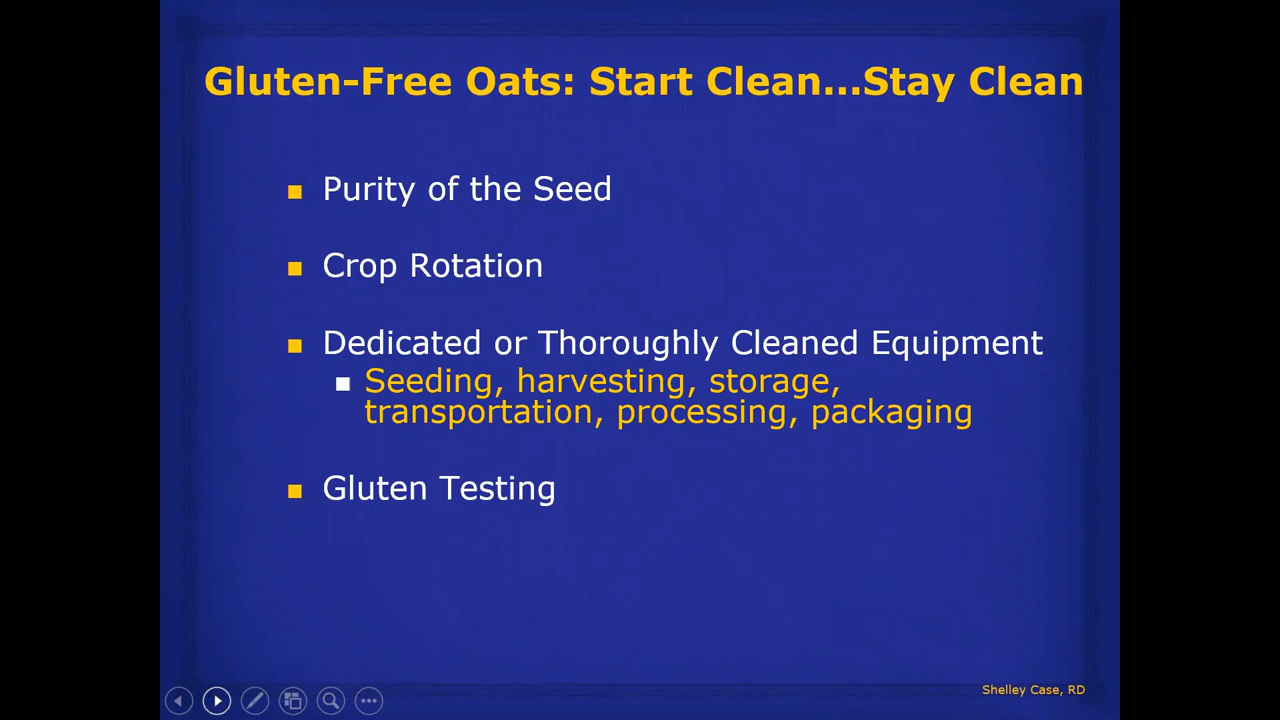 Gluten-Free Oats: Start Clean...Stay Clean
Purity of the Seed
Crop Rotation
Dedicated or Thoroughly Cleaned Equipment
Seeding, harvesting, storage,
transportation, processing, packaging
Gluten Testing
Shelley Case, RD